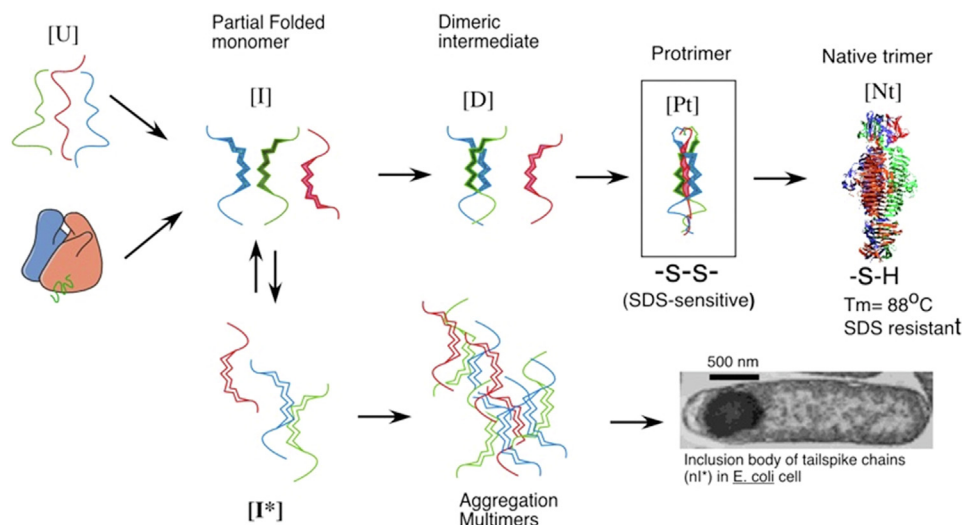 [U]
Partial Folded
monomer
[I]
Dimeric
intermediate
[D]
Protrimer
[Pt]
-S-S-
(SDS-sensitive)
Native trimer
[Nt]
-S-H
Tm= 88°C
SDS resistant
[I*]
Aggregation
Multimers
500 nm
Inclusion body of tailspike chains
(nI*) in E. coli cell